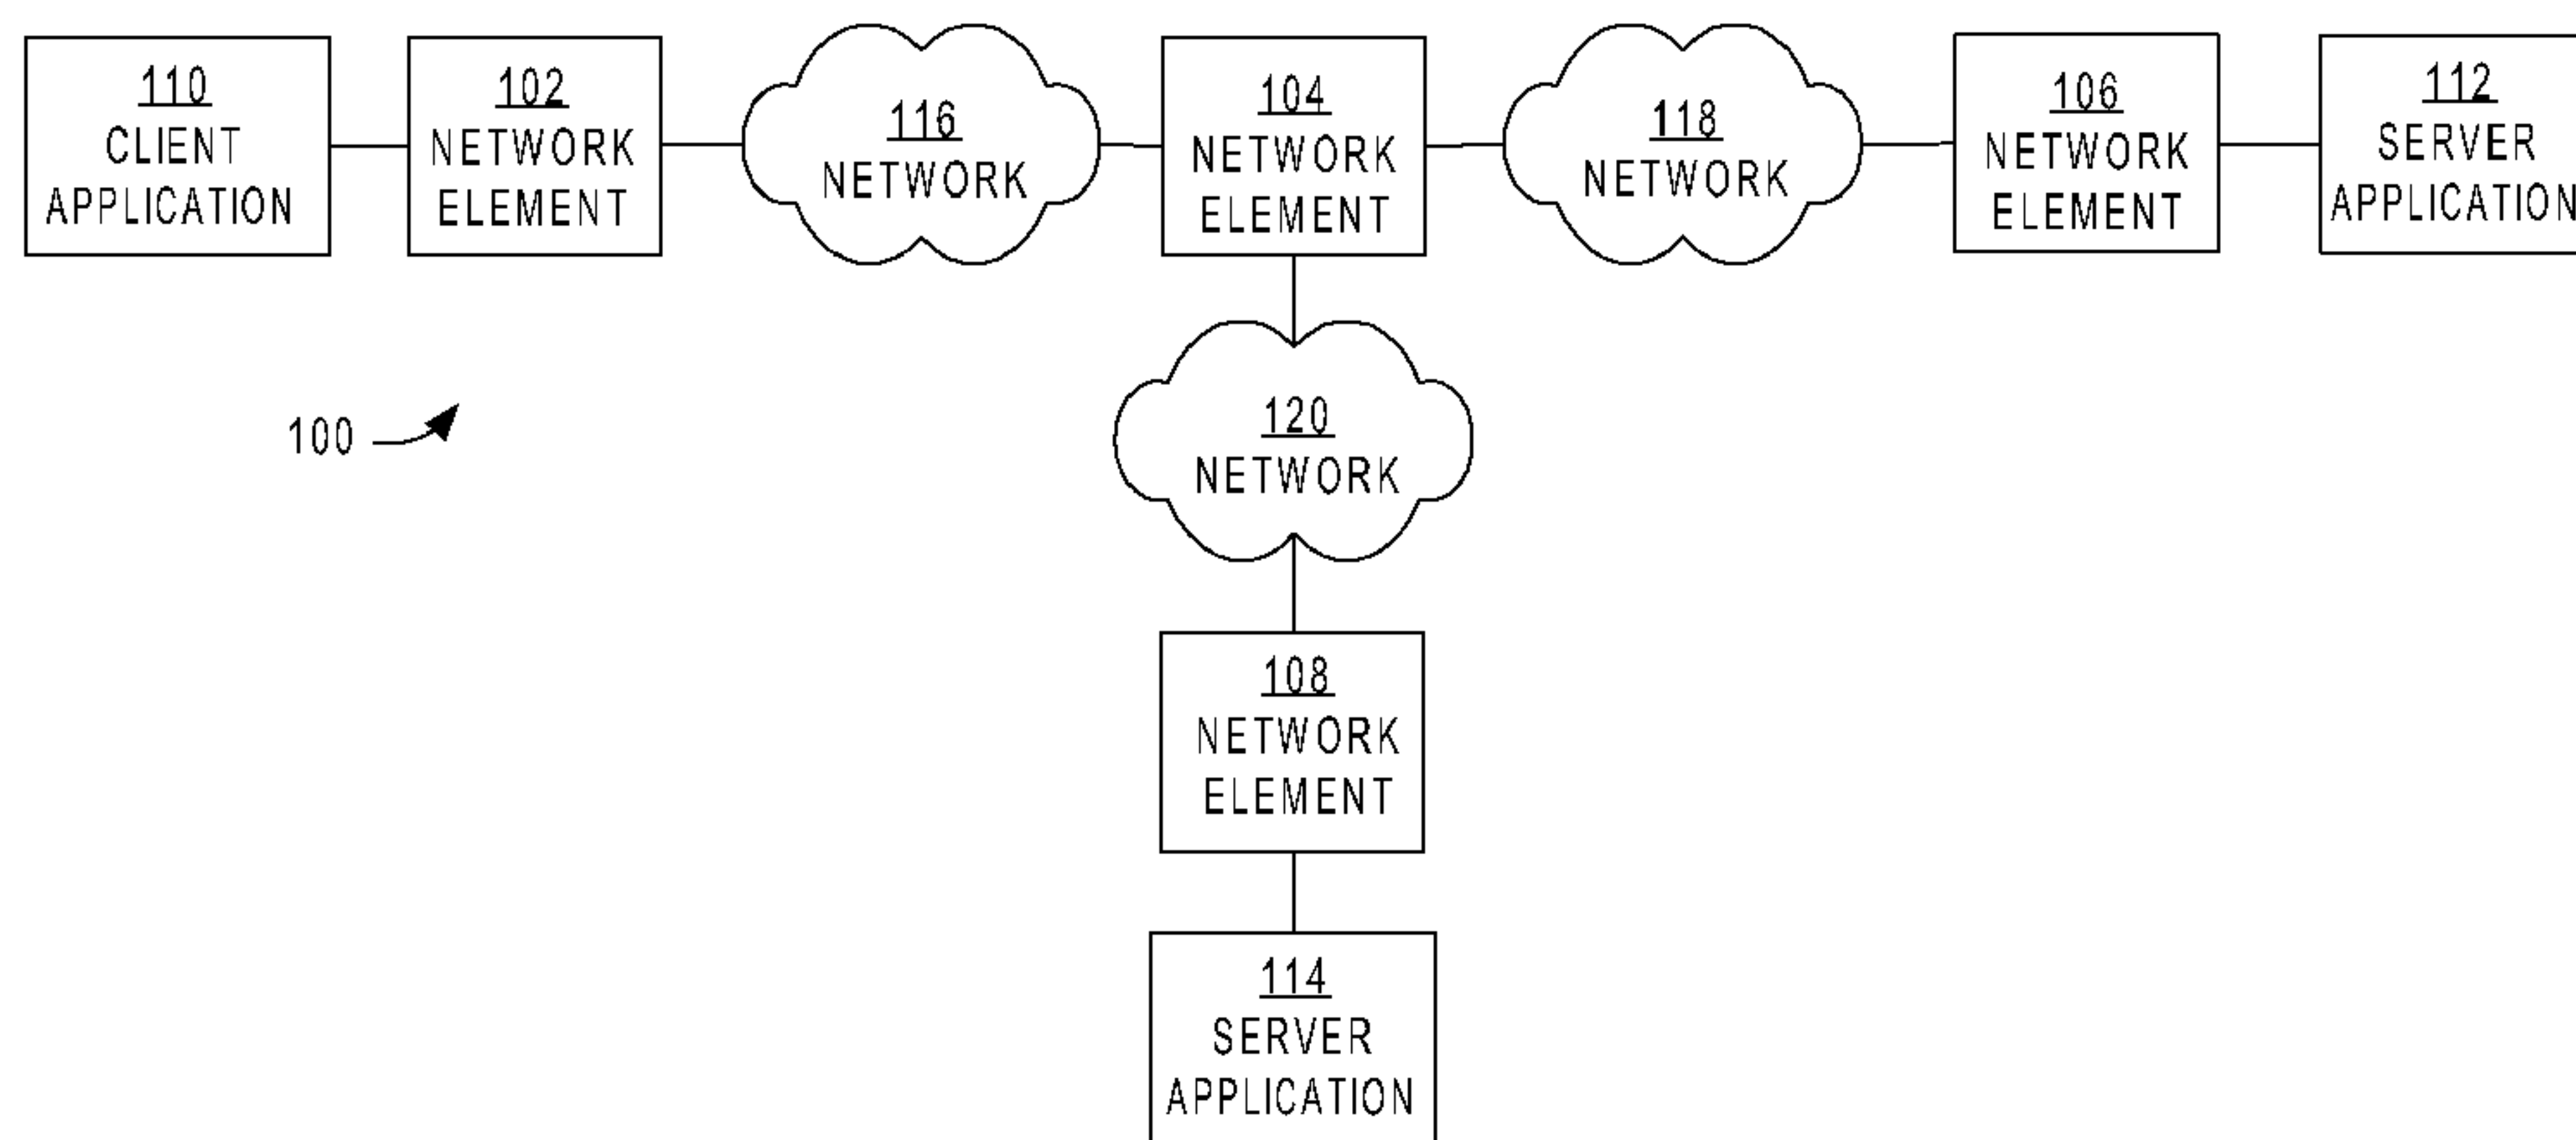 110
CLIENT
APPLICATION
102
NETWORK
ELEMENT
116
NETWORK
104
NETWORK
ELEMENT
118
NETWORK
106
NETWORK
ELEMENT
112
SERVER
APPLICATION
100
120
NETWORK
108
NETWORK
ELEMENT
114
SERVER
APPLICATION